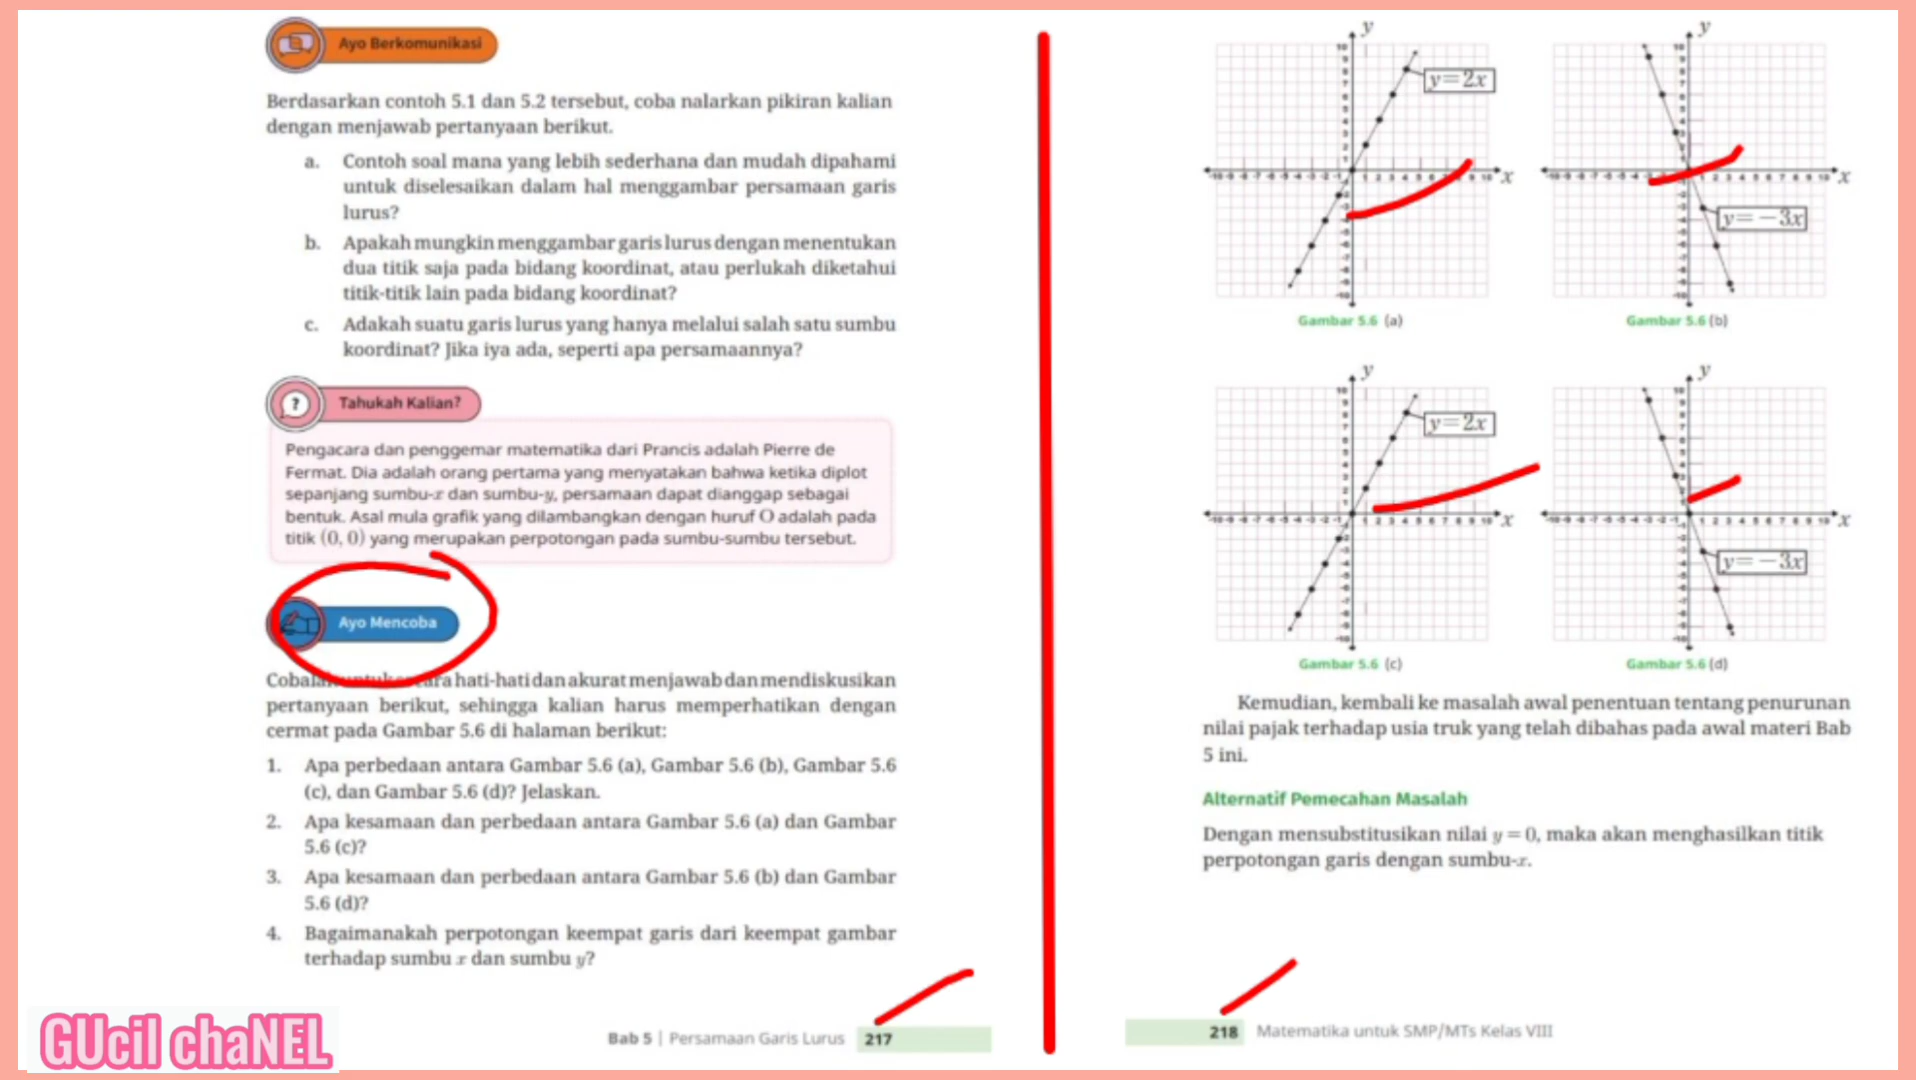 Ayo Berkomunikasi
Berdasarkan contoh 5.1 dan 5.2 tersebut, coba nalarkan pikiran kalian
dengan menjawab pertanyaan berikut.
a. Contoh soal mana yang lebih sederhana dan mudah dipahami
untuk diselesaikan dalam hal menggambar persamaan garis
lurus?
b. Apakah mungkin menggambar garis lurus dengan menentukan
dua titik saja pada bidang koordinat, atau perlukah diketahui
titik-titik lain pada bidang koordinat?
c. Adakah suatu garis lurus yang hanya melalui salah satu sumbu
koordinat? Jika iya ada, seperti apa persamaannya?
? Tahukah Kalian?
Pengacara dan penggemar matematika dari Prancis adalah Pierre de
Fermat. Dia adalah orang pertama yang menyatakan bahwa ketika diplot
sepanjang sumbu-x dan sumbu-y, persamaan dapat dianggap sebagai
bentuk. Asal mula grafik yang dilambangkan dengan huruf O adalah pada
titik (0, 0) yang merupakan perpotongan pada sumbu-sumbu tersebut.
Ayo Mencoba
hati-hati dan akurat menjawab dan mendiskusikan
pertanyaan berikut, sehingga kalian harus memperhatikan dengan
cermat pada Gambar 5.6 di halaman berikut:
1. Apa perbedaan antara Gambar 5.6 (a), Gambar 5.6 (b), Gambar 5.6
(c), dan Gambar 5.6 (d)? Jelaskan.
2. Apa kesamaan dan perbedaan antara Gambar 5.6 (a) dan Gambar
5.6 (c)?
3. Apa kesamaan dan perbedaan antara Gambar 5.6 (b) dan Gambar
5.6 (d)?
4. Bagaimanakah perpotongan keempat garis dari keempat gambar
terhadap sumbu x dan sumbu y?
Bab 5 | Persamaan Garis Lurus 217
GUcil chaNEL
y
y=2x
x
Gambar 5.6 (a)
y
x
y=−3x
Gambar 5.6 (b)
y
y=2x
x
Gambar 5.6 (c)
y
x
y=−3x
Gambar 5.6 (d)
Kemudian, kembali ke masalah awal penentuan tentang penurunan
nilai pajak terhadap usia truk yang telah dibahas pada awal materi Bab
5 ini.
Alternatif Pemecahan Masalah
Dengan mensubstitusikan nilai y = 0, maka akan menghasilkan titik
perpotongan garis dengan sumbu-x.
218 Matematika untuk SMP/MTs Kelas VIII